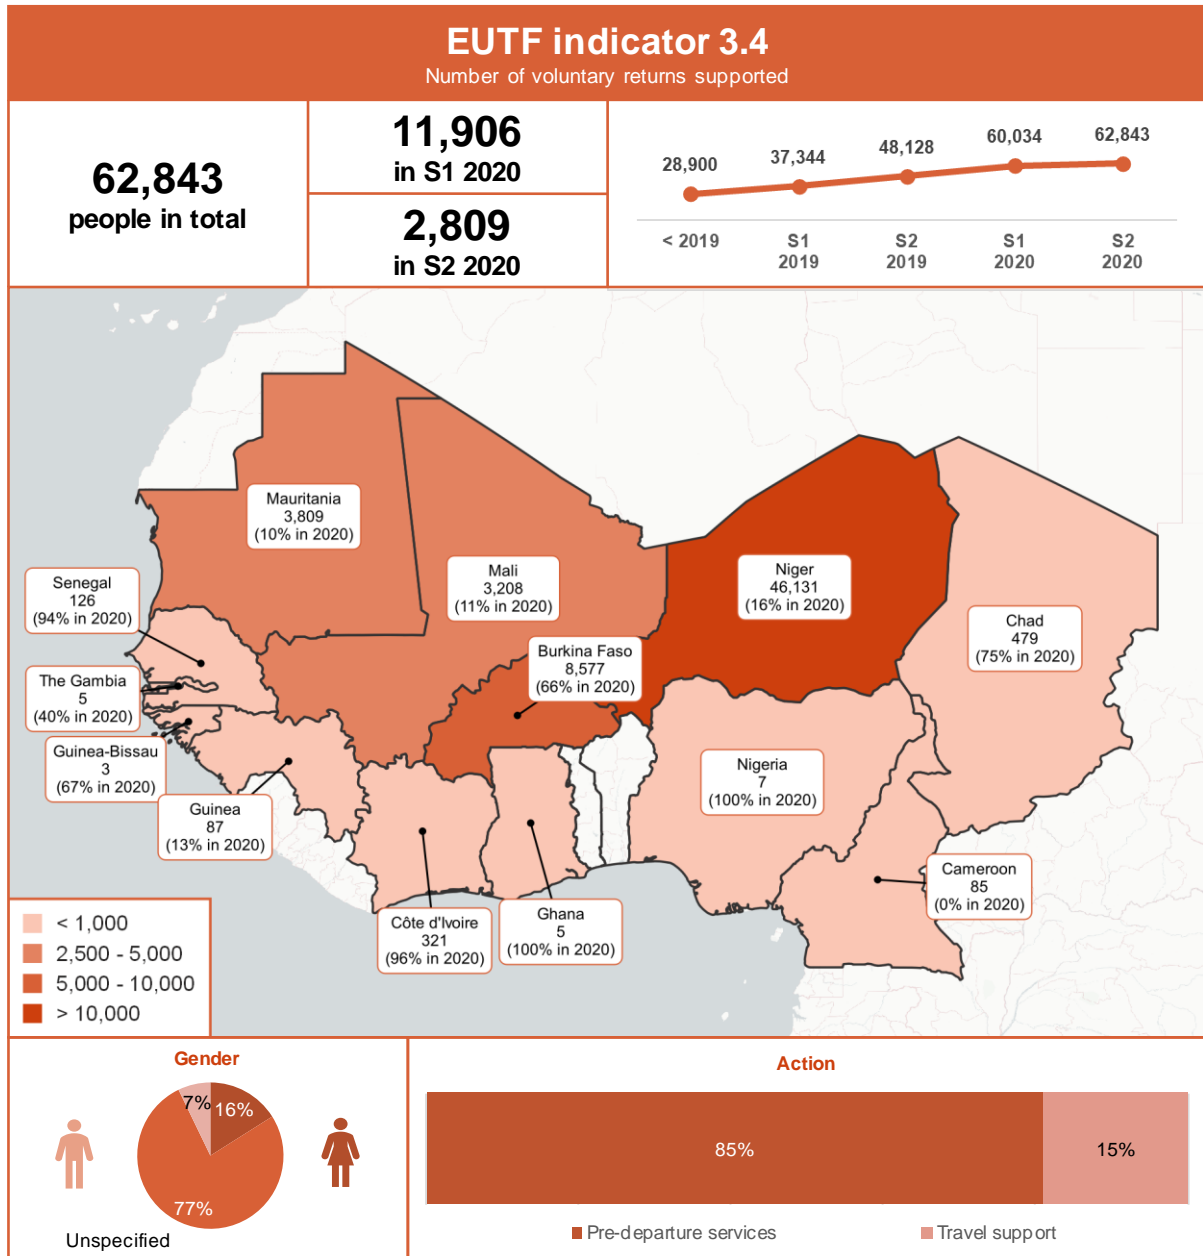 EUTF indicator 3.4
Number of voluntary returns supported
62,843
people in total
11,906
in S1 2020
2,809
in S2 2020
28,900
37,344
48,128
60,034
62,843
< 2019
S1
2019
S2
2019
S1
2020
S2
2020
Mauritania
3,809
(10% in 2020)
Mali
3,208
(11% in 2020)
Niger
46,131
(16% in 2020)
Chad
479
(75% in 2020)
Senegal
126
(94% in 2020)
Burkina Faso
8,577
(66% in 2020)
The Gambia
5
(40% in 2020)
Guinea-Bissau
3
(67% in 2020)
Guinea
87
(13% in 2020)
Nigeria
7
(100% in 2020)
Cameroon
85
(0% in 2020)
Côte d'Ivoire
321
(96% in 2020)
Ghana
5
(100% in 2020)
< 1,000
2,500 - 5,000
5,000 - 10,000
> 10,000
Gender
7%
16%
77%
Unspecified
Action
85%
15%
Pre-departure services
Travel support